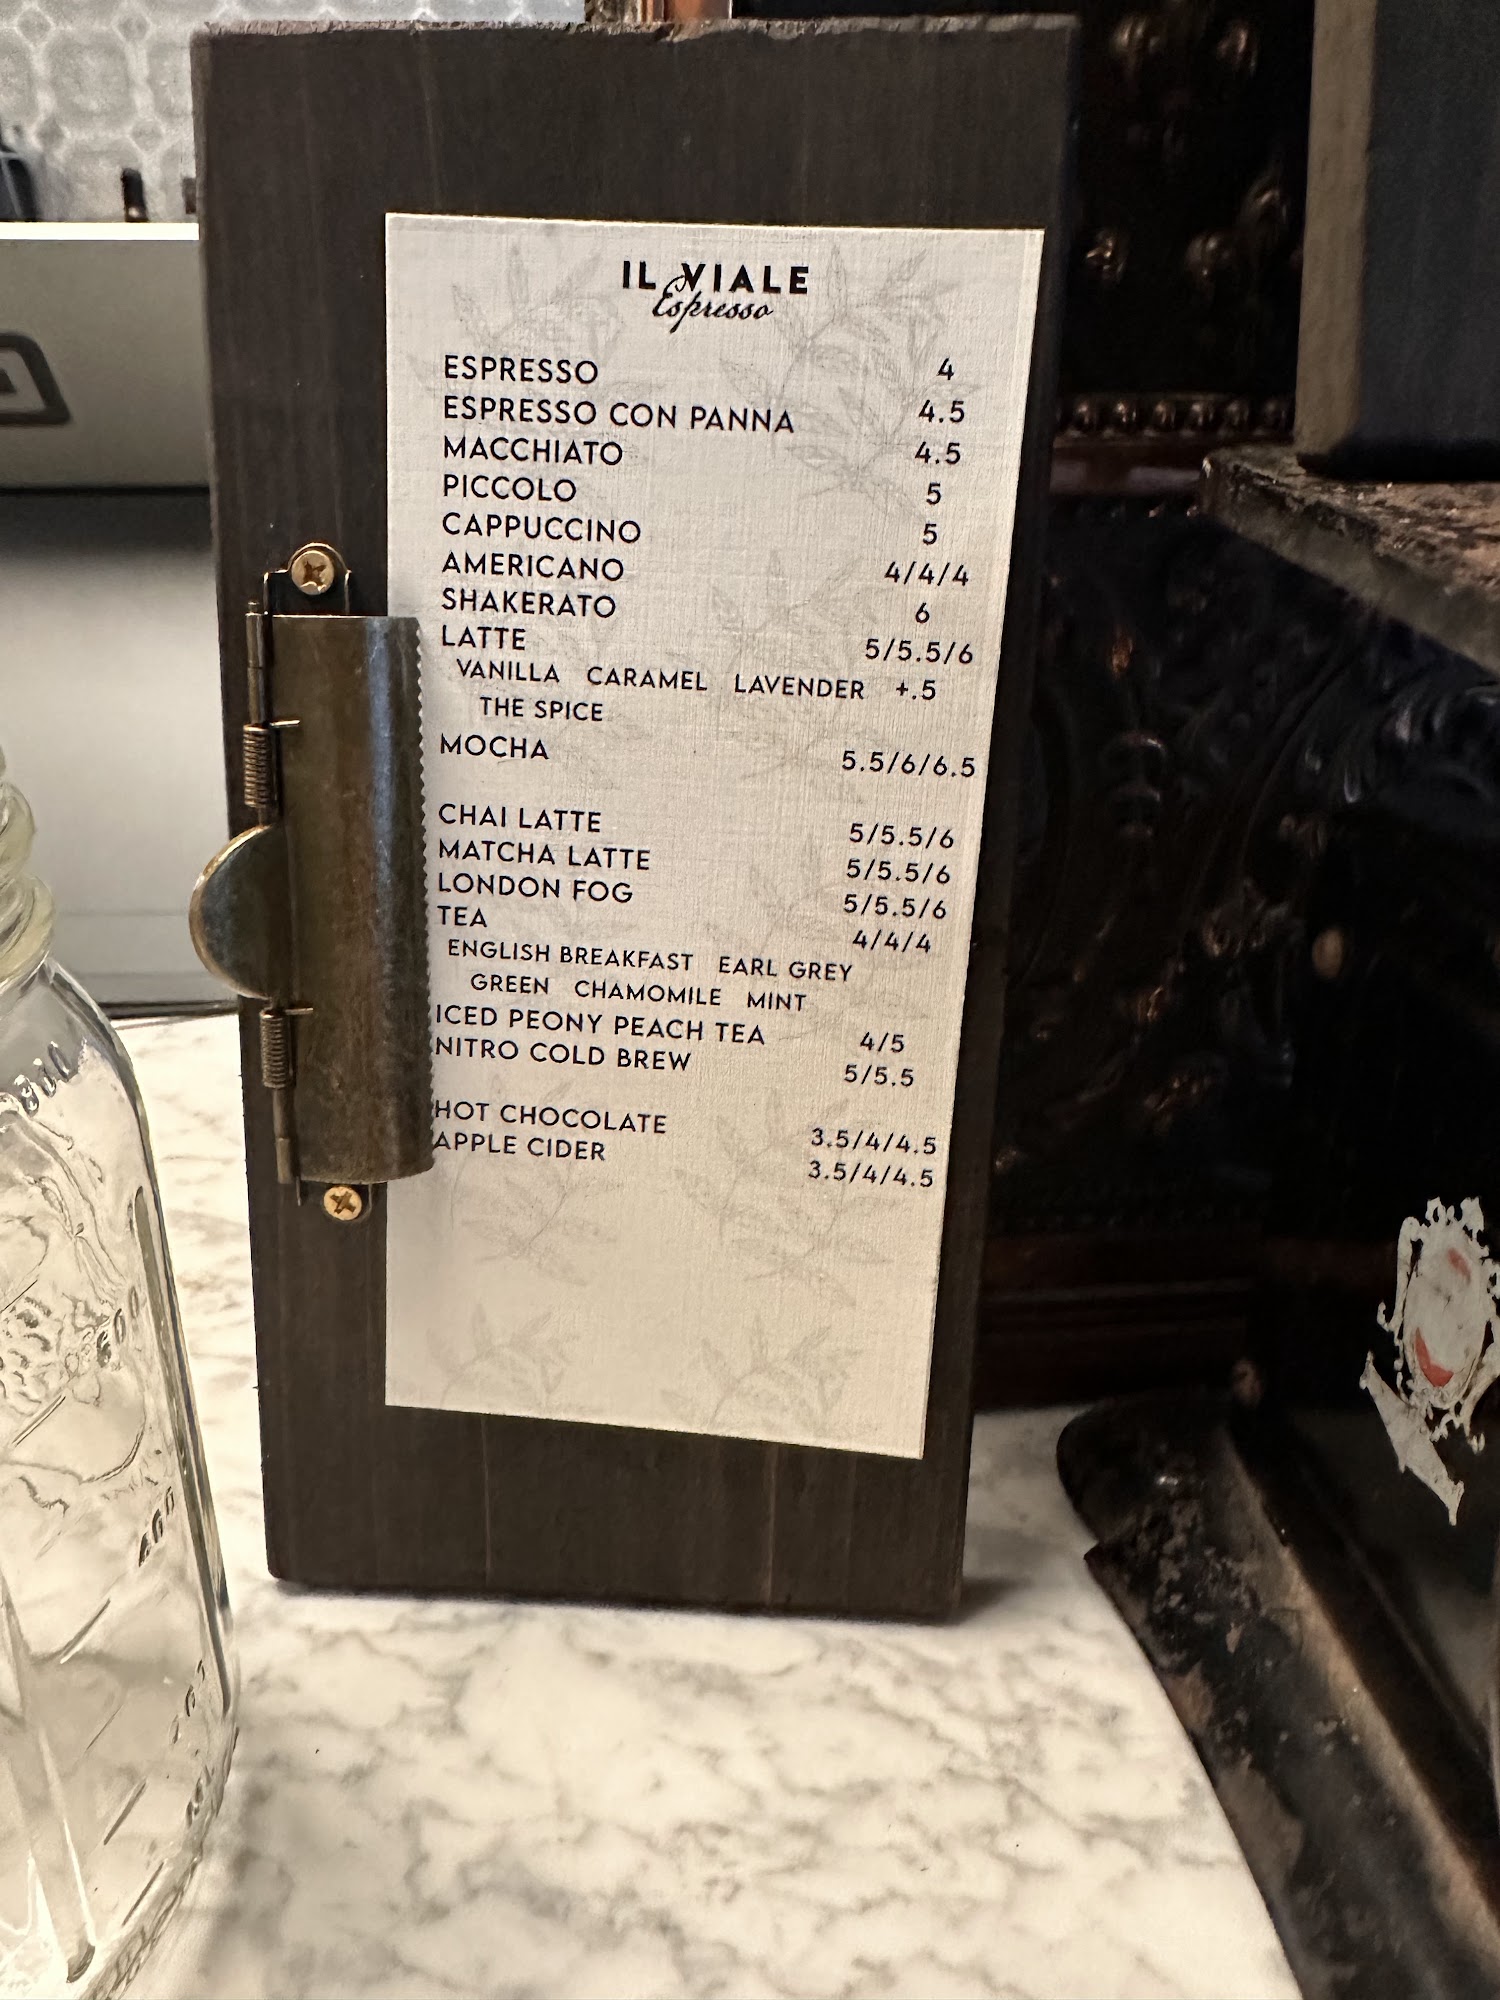 IL VIALE
Espresso
ESPRESSO 4
ESPRESSO CON PANNA 4.5
MACCHIATO 4.5
PICCOLO 5
CAPPUCCINO 5
AMERICANO 4/4/4
SHAKERATO 6
LATTE 5/5.5/6
VANILLA CARAMEL LAVENDER +.5
THE SPICE
MOCHA 5.5/6/6.5
CHAI LATTE 5/5.5/6
MATCHA LATTE 5/5.5/6
LONDON FOG 5/5.5/6
TEA 4/4/4
ENGLISH BREAKFAST EARL GREY
GREEN CHAMOMILE MINT
ICED PEONY PEACH TEA 4/5
NITRO COLD BREW 5/5.5
HOT CHOCOLATE 3.5/4/4.5
APPLE CIDER 3.5/4/4.5